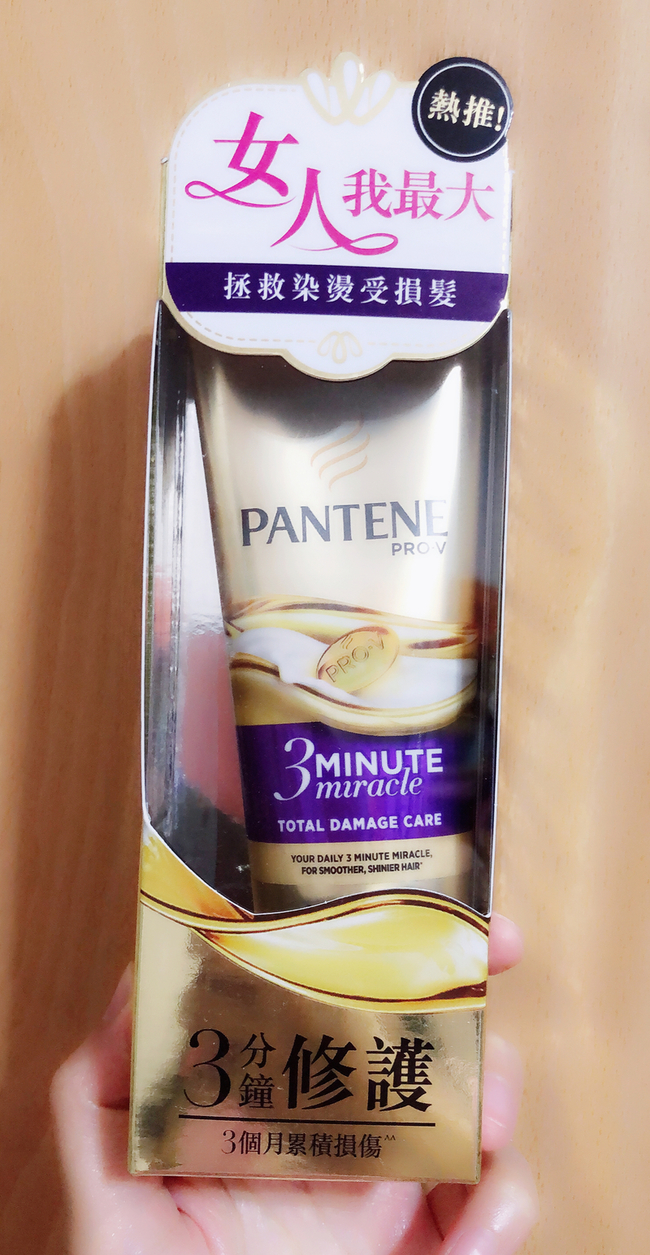 熱推!
女人我最大
拯救染燙受損髮
PANTENE
PRO-V
PRO-V
3 MINUTE
miracle
TOTAL DAMAGE CARE
YOUR DAILY 3 MINUTE MIRACLE,
FOR SMOOTHER, SHINIER HAIR*
3分鐘修護
3個月累積損傷^^